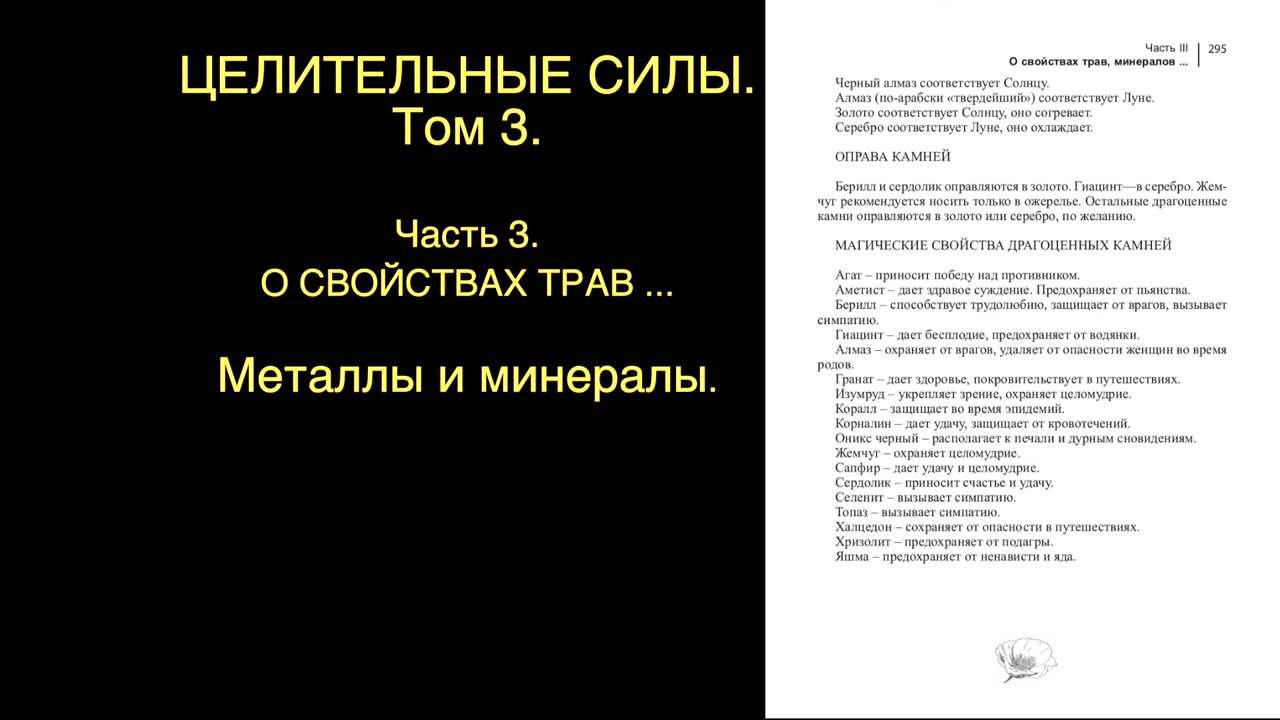 ЦЕЛИТЕЛЬНЫЕ СИЛЫ.
Том 3.
Часть 3.
О СВОЙСТВАХ ТРАВ ...
Металлы и минералы.
Часть III
295
О свойствах трав, минералов ...
Черный алмаз соответствует Солнцу.
Алмаз (по-арабски «твердейший») соответствует Луне.
Золото соответствует Солнцу, оно согревает.
Серебро соответствует Луне, оно охлаждает.
ОПРАВА КАМНЕЙ
Берилл и сердолик оправляются в золото. Гиацинт—в серебро. Жем-
чуг рекомендуется носить только в ожерелье. Остальные драгоценные
камни оправляются в золото или серебро, по желанию.
МАГИЧЕСКИЕ СВОЙСТВА ДРАГОЦЕННЫХ КАМНЕЙ
Агат – приносит победу над противником.
Аметист – дает здравое суждение. Предохраняет от пьянства.
Берилл – способствует трудолюбию, защищает от врагов, вызывает
симпатию.
Гиацинт – дает бесплодие, предохраняет от водянки.
Алмаз – охраняет от врагов, удаляет от опасности женщин во время
родов.
Гранат – дает здоровье, покровительствует в путешествиях.
Изумруд – укрепляет зрение, охраняет целомудрие.
Коралл – защищает во время эпидемий.
Корналин – дает удачу, защищает от кровотечений.
Оникс черный – располагает к печали и дурным сновидениям.
Жемчуг – охраняет целомудрие.
Сапфир – дает удачу и целомудрие.
Сердолик – приносит счастье и удачу.
Селенит – вызывает симпатию.
Топаз – вызывает симпатию.
Халцедон – сохраняет от опасности в путешествиях.
Хризолит – предохраняет от подагры.
Яшма – предохраняет от ненависти и яда.